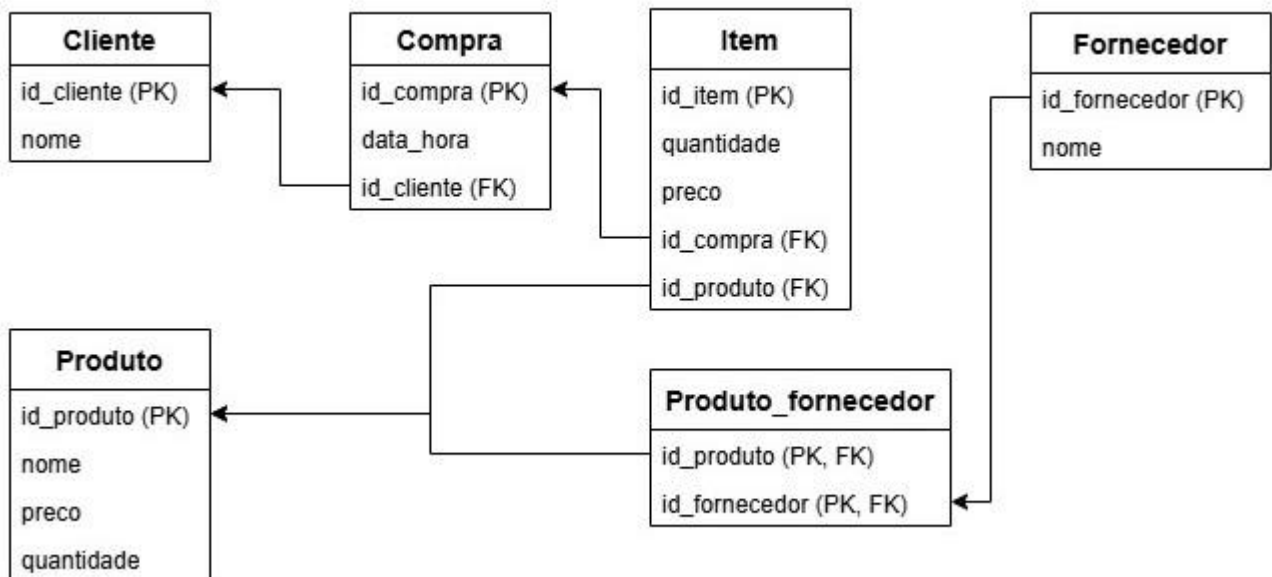 Cliente
id_cliente (PK)
nome
Compra
id_compra (PK)
data_hora
id_cliente (FK)
Item
id_item (PK)
quantidade
preco
id_compra (FK)
id_produto (FK)
Fornecedor
id_fornecedor (PK)
nome
Produto
id_produto (PK)
nome
preco
quantidade
Produto_fornecedor
id_produto (PK, FK)
id_fornecedor (PK, FK)